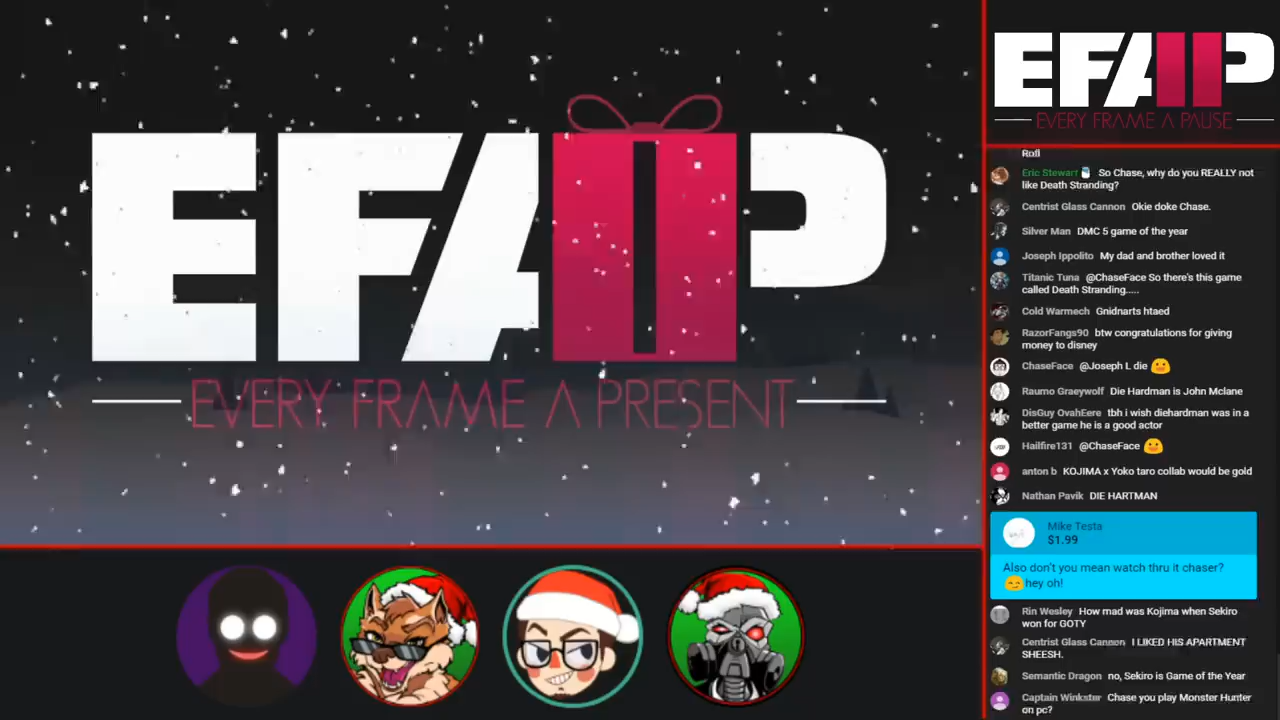 EFAP
EVERY FRAME A PRESENT
EFAP
EVERY FRAME A PAUSE
Rofl
Eric Stewart So Chase, why do you REALLY not
like Death Stranding?
Centrist Glass Cannon Okie doke Chase.
Silver Man DMC 5 game of the year
Joseph Ippolito My dad and brother loved it
Titanic Tuna @ChaseFace So there's this game
called Death Stranding.....
Cold Warmech Gnidnarts htaed
RazorFangs90 btw congratulations for giving
money to disney
ChaseFace @Joseph L die
Raumo Graeywolf Die Hardman is John Mclane
DisGuy OvahEere tbh i wish diehardman was in a
better game he is a good actor
Hailfire131 @ChaseFace
anton b KOJIMA x Yoko taro collab would be gold
Nathan Pavik DIE HARTMAN
Mike Testa
$1.99
Also don't you mean watch thru it chaser?
hey oh!
Rin Wesley How mad was Kojima when Sekiro
won for GOTY
Centrist Glass Cannon I LIKED HIS APARTMENT
SHEESH.
Semantic Dragon no, Sekiro is Game of the Year
Captain Winkster Chase you play Monster Hunter
on pc?